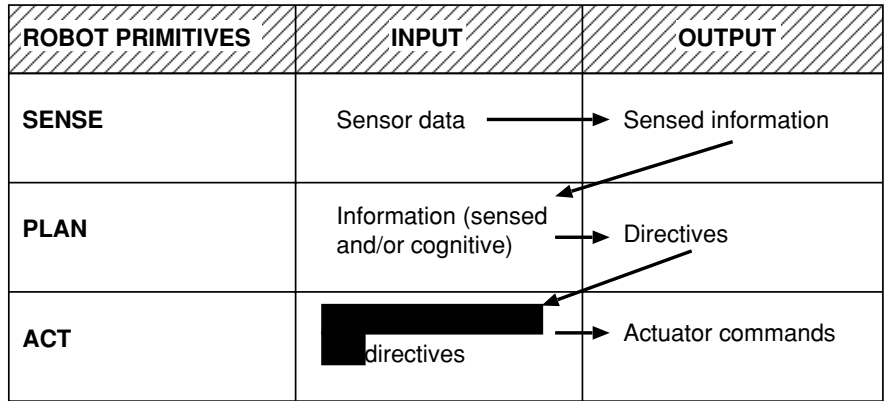 ROBOT PRIMITIVES INPUT OUTPUT
SENSE Sensor data Sensed information
PLAN Information (sensed and/or cognitive) Directives
ACT directives Actuator commands